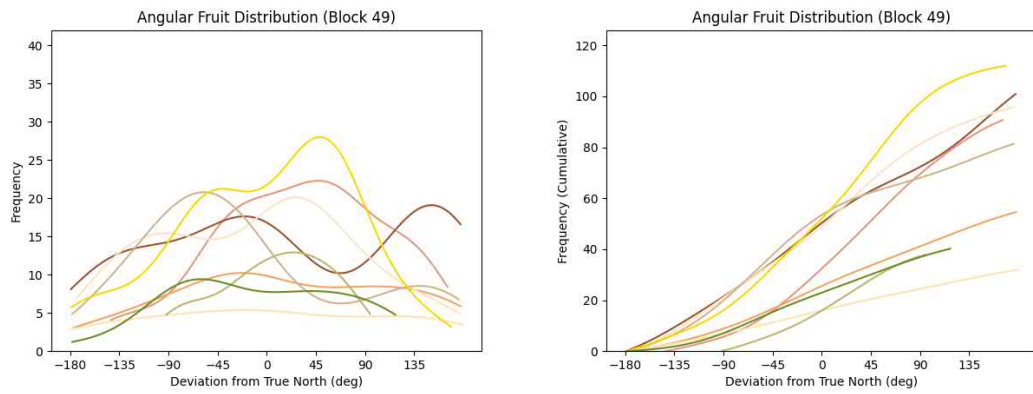 Angular Fruit Distribution (Block 49)
40
35
30
25
20
15
10
5
0
Frequency
−180 −135 −90 −45 0 45 90 135
Deviation from True North (deg)
Angular Fruit Distribution (Block 49)
120
100
80
60
40
20
0
Frequency (Cumulative)
−180 −135 −90 −45 0 45 90 135
Deviation from True North (deg)